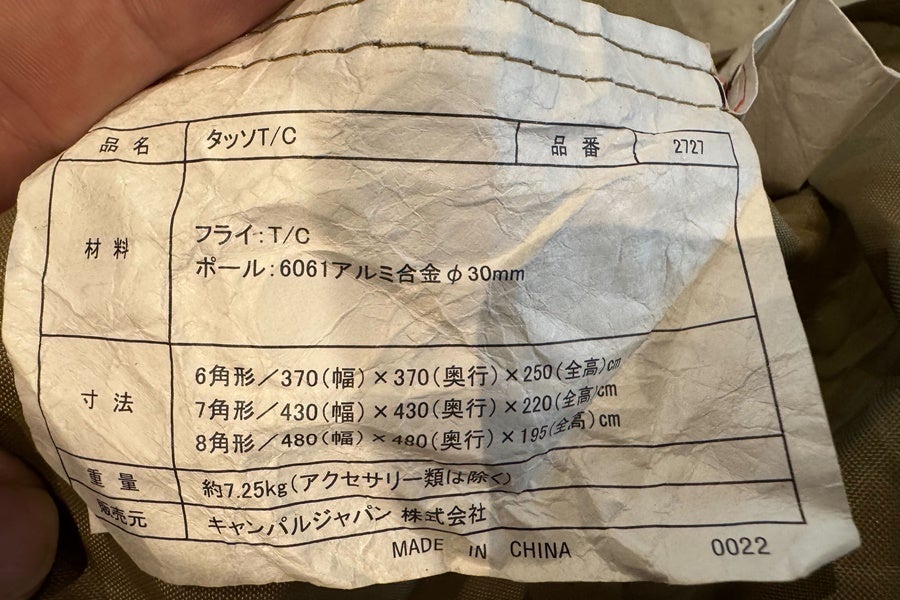 品名 タッソT/C 品番 2727
材料
フライ：T/C
ポール：6061アルミ合金φ30mm
寸法
6角形／370(幅)×370(奥行)×250(全高)cm
7角形／430(幅)×430(奥行)×220(全高)cm
8角形／480(幅)×480(奥行)×195(全高)cm
重量 約7.25kg(アクセサリー類は除く)
販売元 キャンパルジャパン 株式会社
MADE IN CHINA 0022